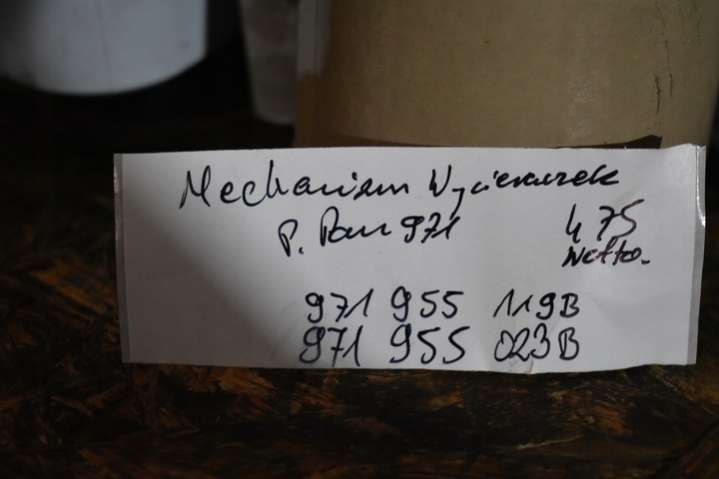 Mechanizm Wycieraczek
P. Pan 971
475
Netto.
971 955 119B
971 955 023B